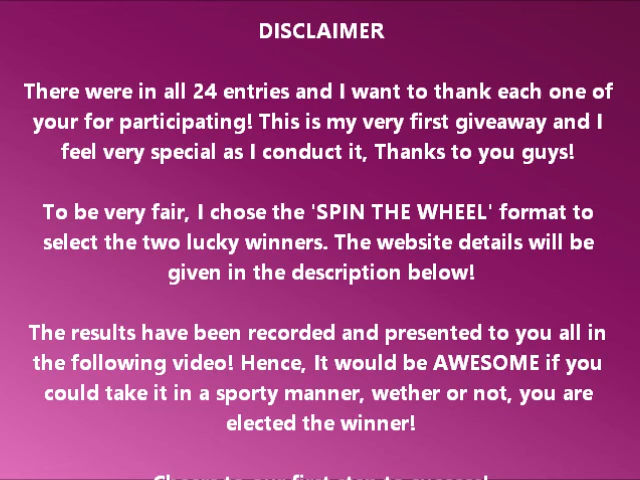 DISCLAIMER
There were in all 24 entries and I want to thank each one of
your for participating! This is my very first giveaway and I
feel very special as I conduct it, Thanks to you guys!
To be very fair, I chose the 'SPIN THE WHEEL' format to
select the two lucky winners. The website details will be
given in the description below!
The results have been recorded and presented to you all in
the following video! Hence, It would be AWESOME if you
could take it in a sporty manner, wether or not, you are
elected the winner!